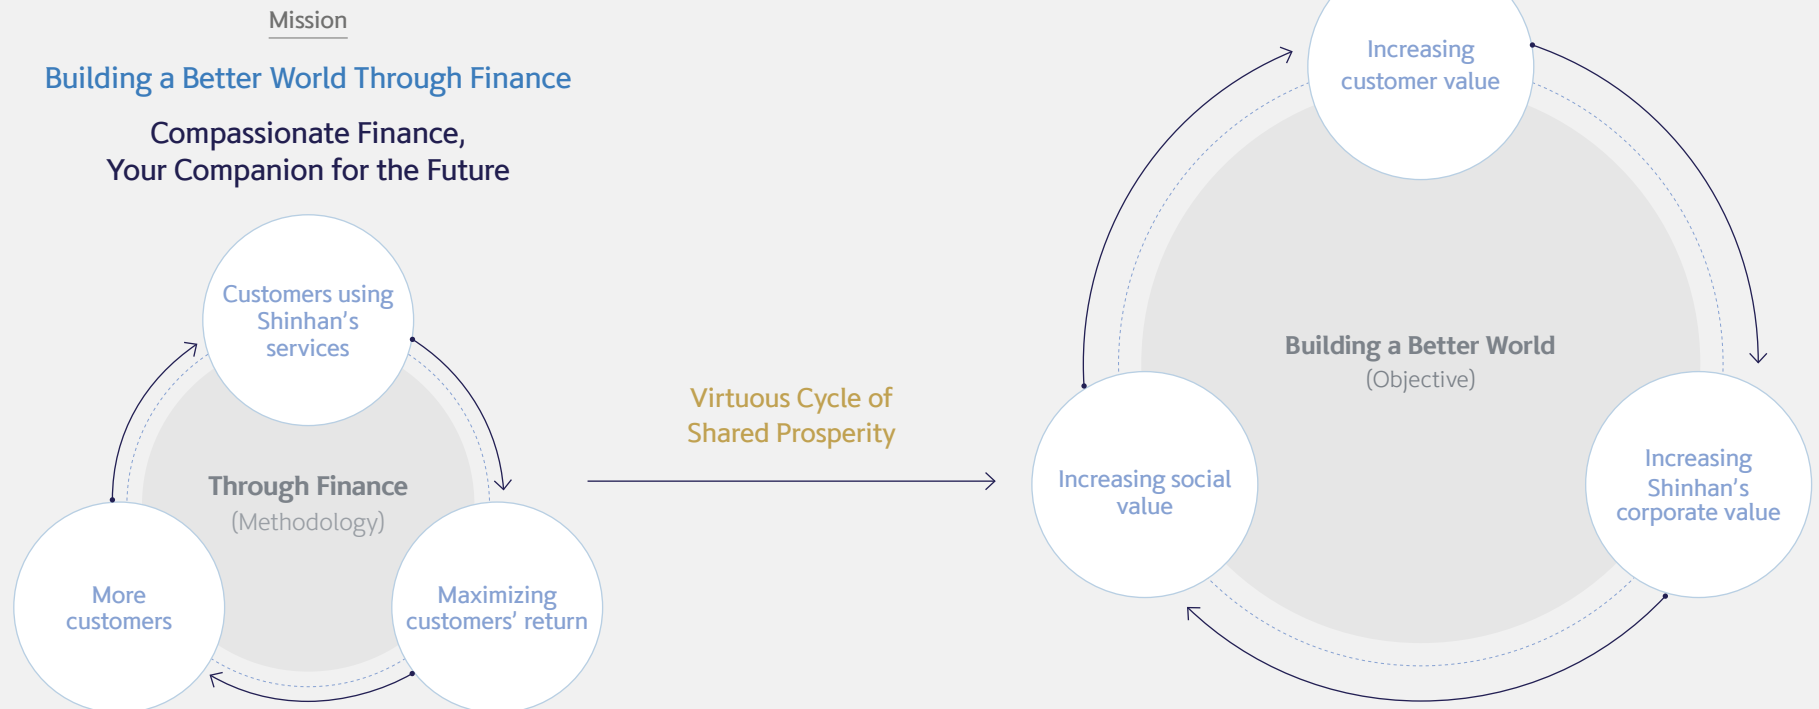 Mission
Building a Better World Through Finance
Compassionate Finance,
Your Companion for the Future
Customers using
Shinhan’s
services
Through Finance
(Methodology)
More
customers
Maximizing
customers’ return
Virtuous Cycle of
Shared Prosperity
Increasing
customer value
Building a Better World
(Objective)
Increasing social
value
Increasing
Shinhan’s
corporate value